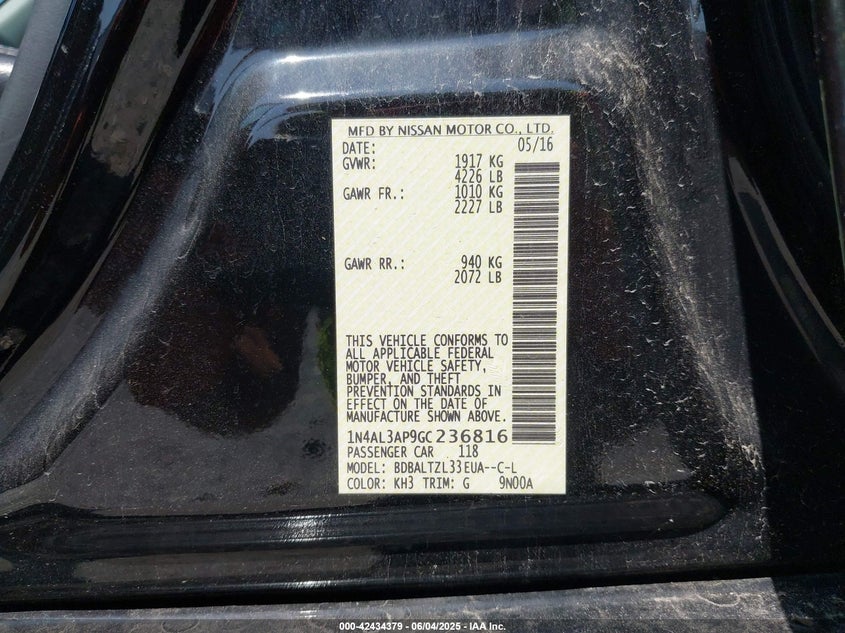 MFD BY NISSAN MOTOR CO., LTD.
DATE: 05/16
GVWR: 1917 KG
4226 LB
GAWR FR.: 1010 KG
2227 LB
GAWR RR.: 940 KG
2072 LB
THIS VEHICLE CONFORMS TO
ALL APPLICABLE FEDERAL
MOTOR VEHICLE SAFETY,
BUMPER, AND THEFT
PREVENTION STANDARDS IN
EFFECT ON THE DATE OF
MANUFACTURE SHOWN ABOVE.
1N4AL3AP9GC236816
PASSENGER CAR 118
MODEL: BDBALTZL33EUA--C-L
COLOR: KH3 TRIM: G 9N00A
000-42434379 - 06/04/2025 - IAA Inc.